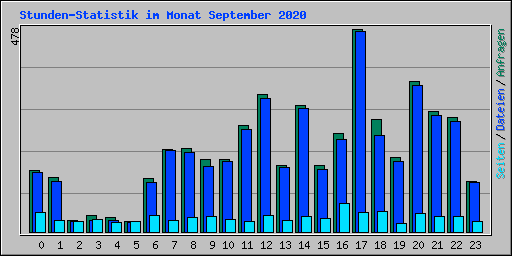 Stunden-Statistik im Monat September 2020
478
Seiten / Dateien / Anfragen
0 1 2 3 4 5 6 7 8 9 10 11 12 13 14 15 16 17 18 19 20 21 22 23